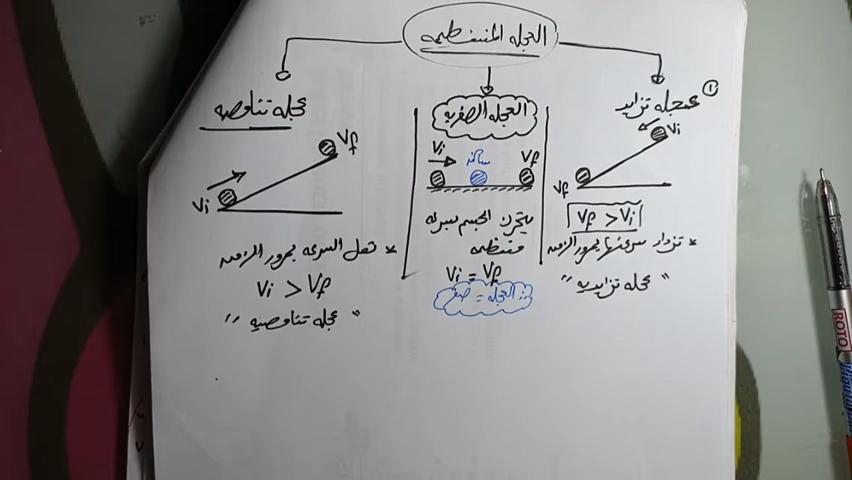 العجله المنتظمه
① عجله تزايد
Vi
Vf
Vf > Vi
* تزداد سرعتها بمرور الزمن
" عجله تزايديه "
العجله الصفريه
Vi ساكنه Vf
يتحرك الجسم بسرعه
منتظمه
Vi = Vf
∴ العجله = صفر
عجله تناقصيه
Vf
Vi
* تقل السرعه بمرور الزمن
Vi > Vf
" عجله تناقصيه "
ROTO